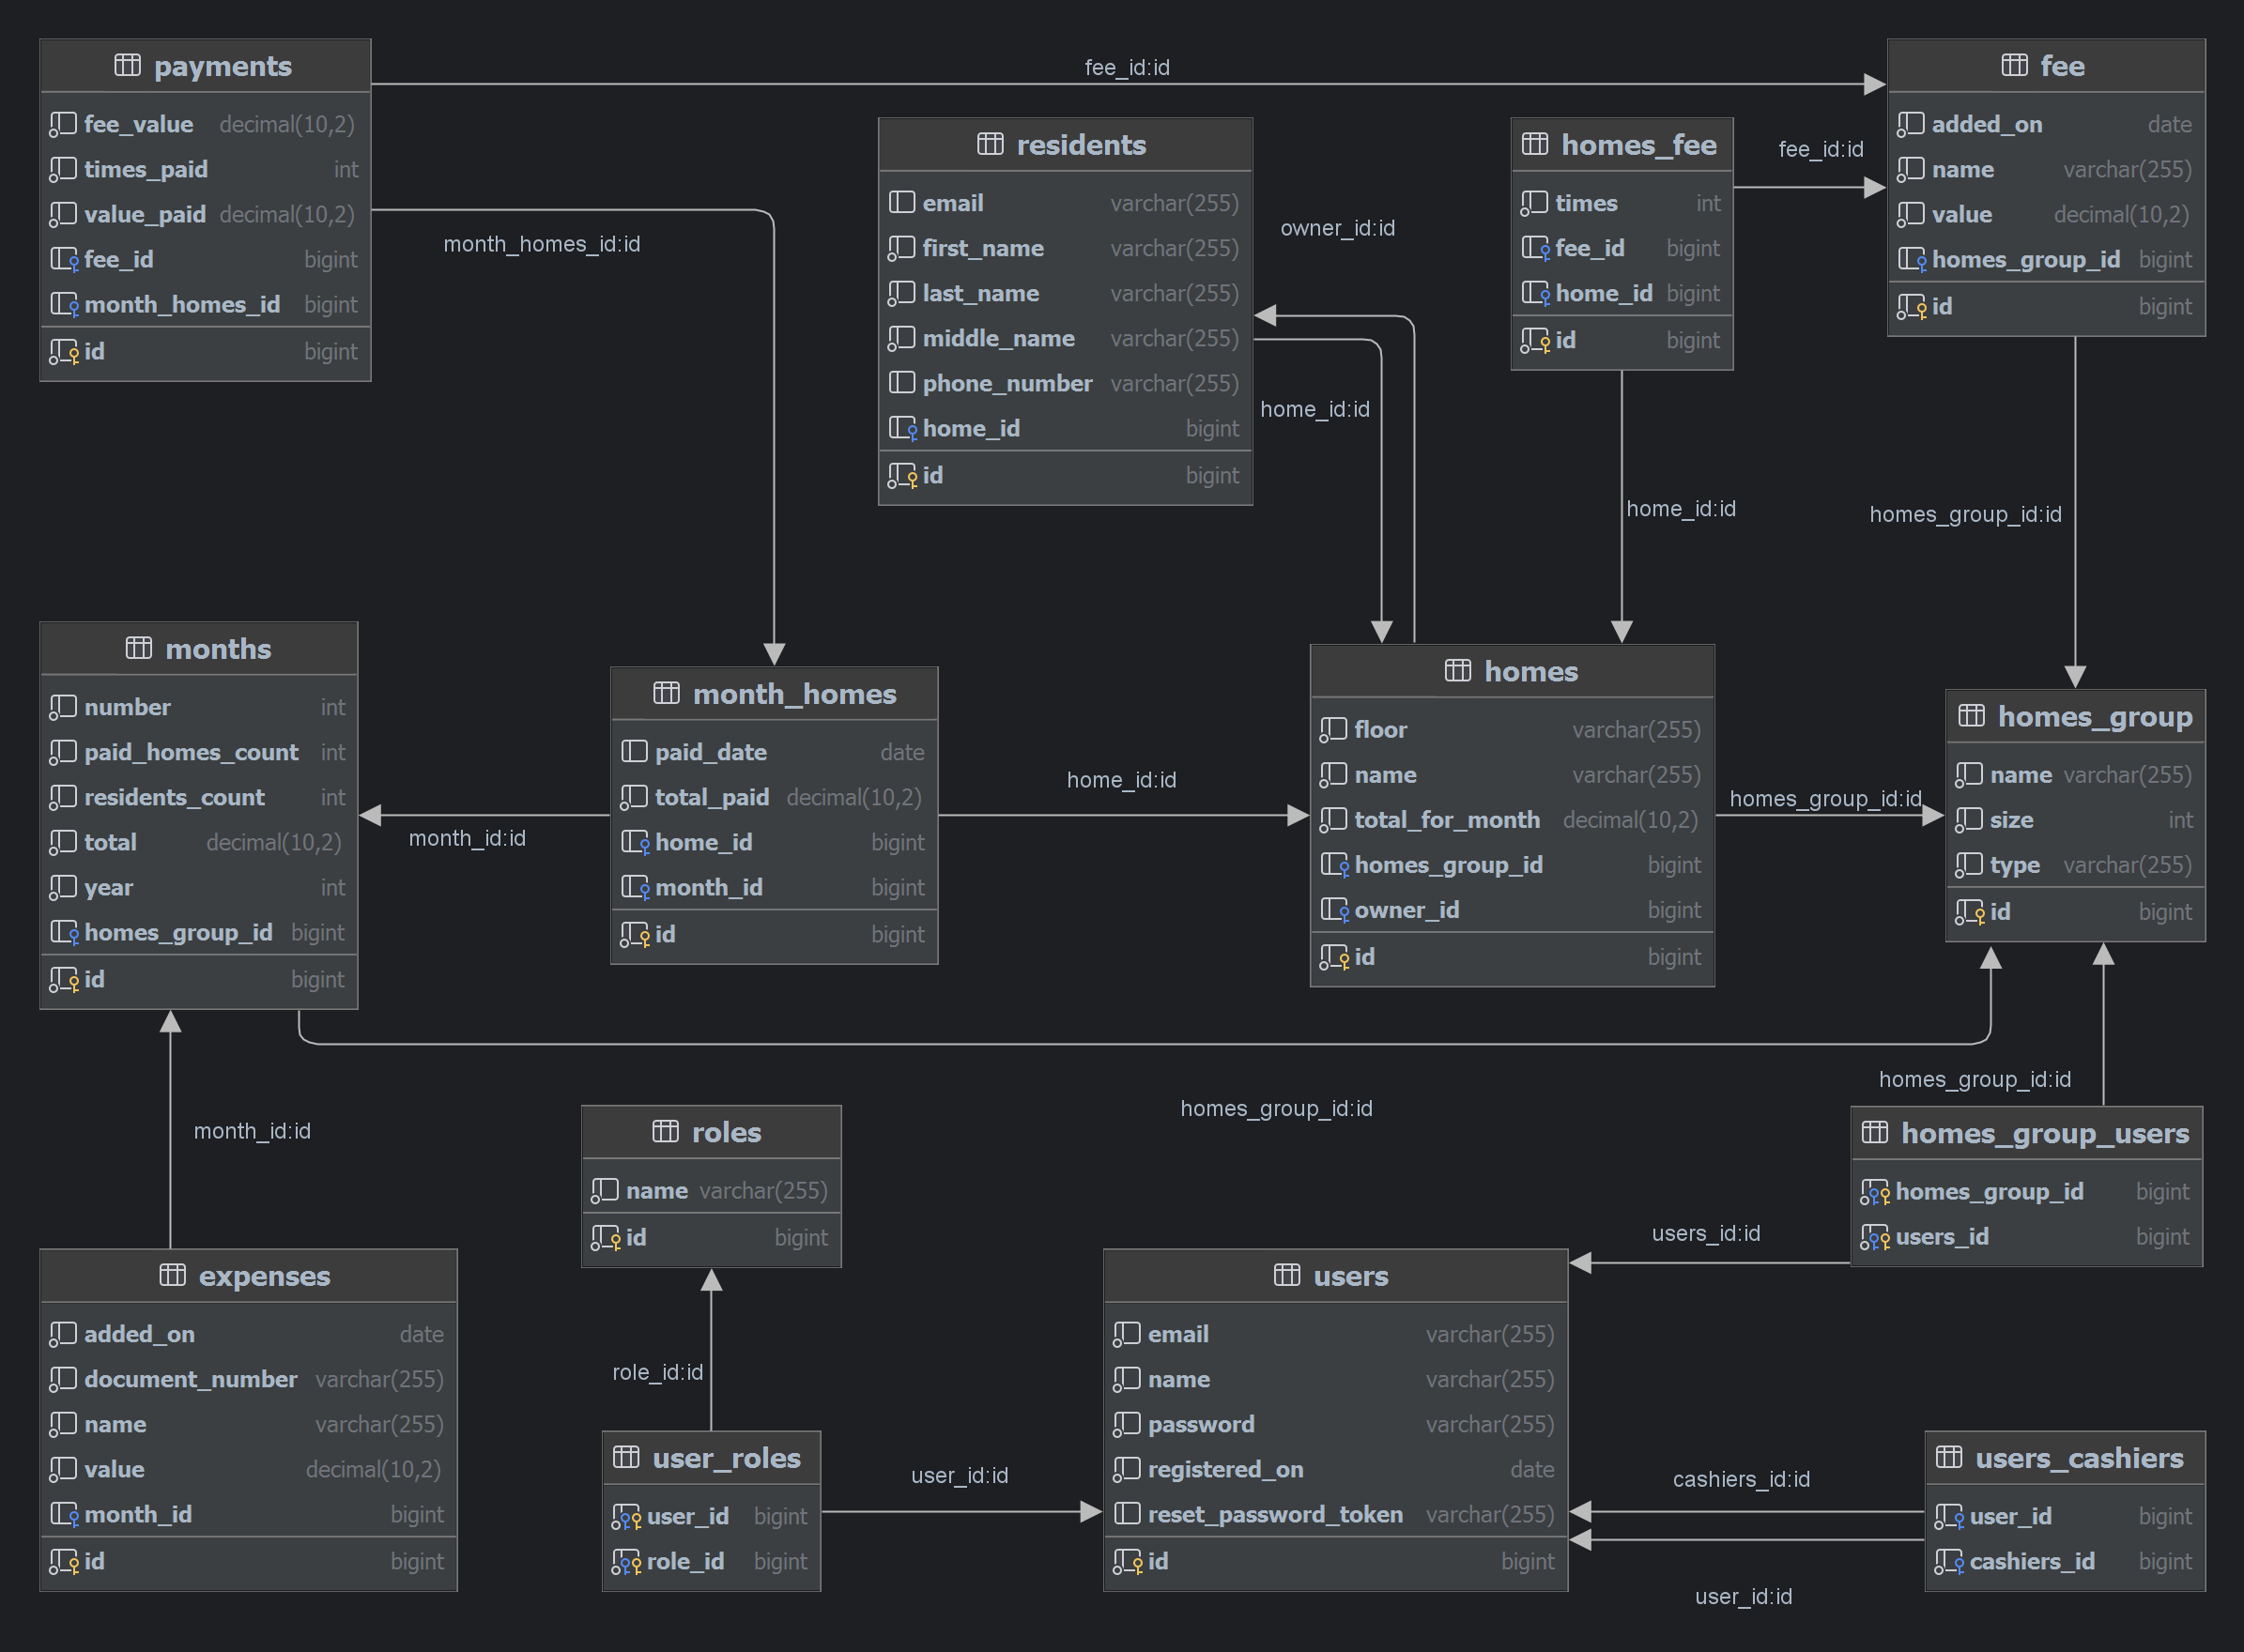 payments
fee_value decimal(10,2)
times_paid int
value_paid decimal(10,2)
fee_id bigint
month_homes_id bigint
id bigint
fee_id:id
month_homes_id:id
residents
email varchar(255)
first_name varchar(255)
last_name varchar(255)
middle_name varchar(255)
phone_number varchar(255)
home_id bigint
id bigint
owner_id:id
home_id:id
homes_fee
times int
fee_id bigint
home_id bigint
id bigint
fee_id:id
home_id:id
fee
added_on date
name varchar(255)
value decimal(10,2)
homes_group_id bigint
id bigint
homes_group_id:id
months
number int
paid_homes_count int
residents_count int
total decimal(10,2)
year int
homes_group_id bigint
id bigint
month_id:id
month_homes
paid_date date
total_paid decimal(10,2)
home_id bigint
month_id bigint
id bigint
home_id:id
homes
floor varchar(255)
name varchar(255)
total_for_month decimal(10,2)
homes_group_id bigint
owner_id bigint
id bigint
homes_group_id:id
homes_group
name varchar(255)
size int
type varchar(255)
id bigint
homes_group_id:id
homes_group_id:id
month_id:id
roles
name varchar(255)
id bigint
homes_group_users
homes_group_id bigint
users_id bigint
users_id:id
expenses
added_on date
document_number varchar(255)
name varchar(255)
value decimal(10,2)
month_id bigint
id bigint
role_id:id
user_roles
user_id bigint
role_id bigint
user_id:id
users
email varchar(255)
name varchar(255)
password varchar(255)
registered_on date
reset_password_token varchar(255)
id bigint
cashiers_id:id
user_id:id
users_cashiers
user_id bigint
cashiers_id bigint